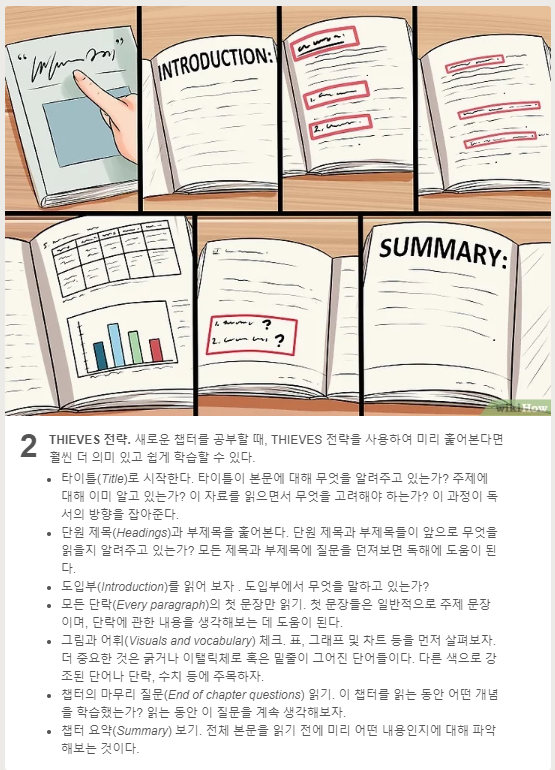 INTRODUCTION:
1.
2.
5.
1. ?
2. ?
SUMMARY:
wikiHow
2 THIEVES 전략. 새로운 챕터를 공부할 때, THIEVES 전략을 사용하여 미리 훑어본다면
훨씬 더 의미 있고 쉽게 학습할 수 있다.
• 타이틀(Title)로 시작한다. 타이틀이 본문에 대해 무엇을 알려주고 있는가? 주제에
대해 이미 알고 있는가? 이 자료를 읽으면서 무엇을 고려해야 하는가? 이 과정이 독
서의 방향을 잡아준다.
• 단원 제목(Headings)과 부제목을 훑어본다. 단원 제목과 부제목들이 앞으로 무엇을
읽을지 알려주고 있는가? 모든 제목과 부제목에 질문을 던져보면 독해에 도움이 된
다.
• 도입부(Introduction)를 읽어 보자 . 도입부에서 무엇을 말하고 있는가?
• 모든 단락(Every paragraph)의 첫 문장만 읽기. 첫 문장들은 일반적으로 주제 문장
이며, 단락에 관한 내용을 생각해보는 데 도움이 된다.
• 그림과 어휘(Visuals and vocabulary) 체크. 표, 그래프 및 차트 등을 먼저 살펴보자.
더 중요한 것은 굵거나 이탤릭체로 혹은 밑줄이 그어진 단어들이다. 다른 색으로 강
조된 단어나 단락, 수치 등에 주목하자.
• 챕터의 마무리 질문(End of chapter questions) 읽기. 이 챕터를 읽는 동안 어떤 개념
을 학습했는가? 읽는 동안 이 질문을 계속 생각해보자.
• 챕터 요약(Summary) 보기. 전체 본문을 읽기 전에 미리 어떤 내용인지에 대해 파악
해보는 것이다.